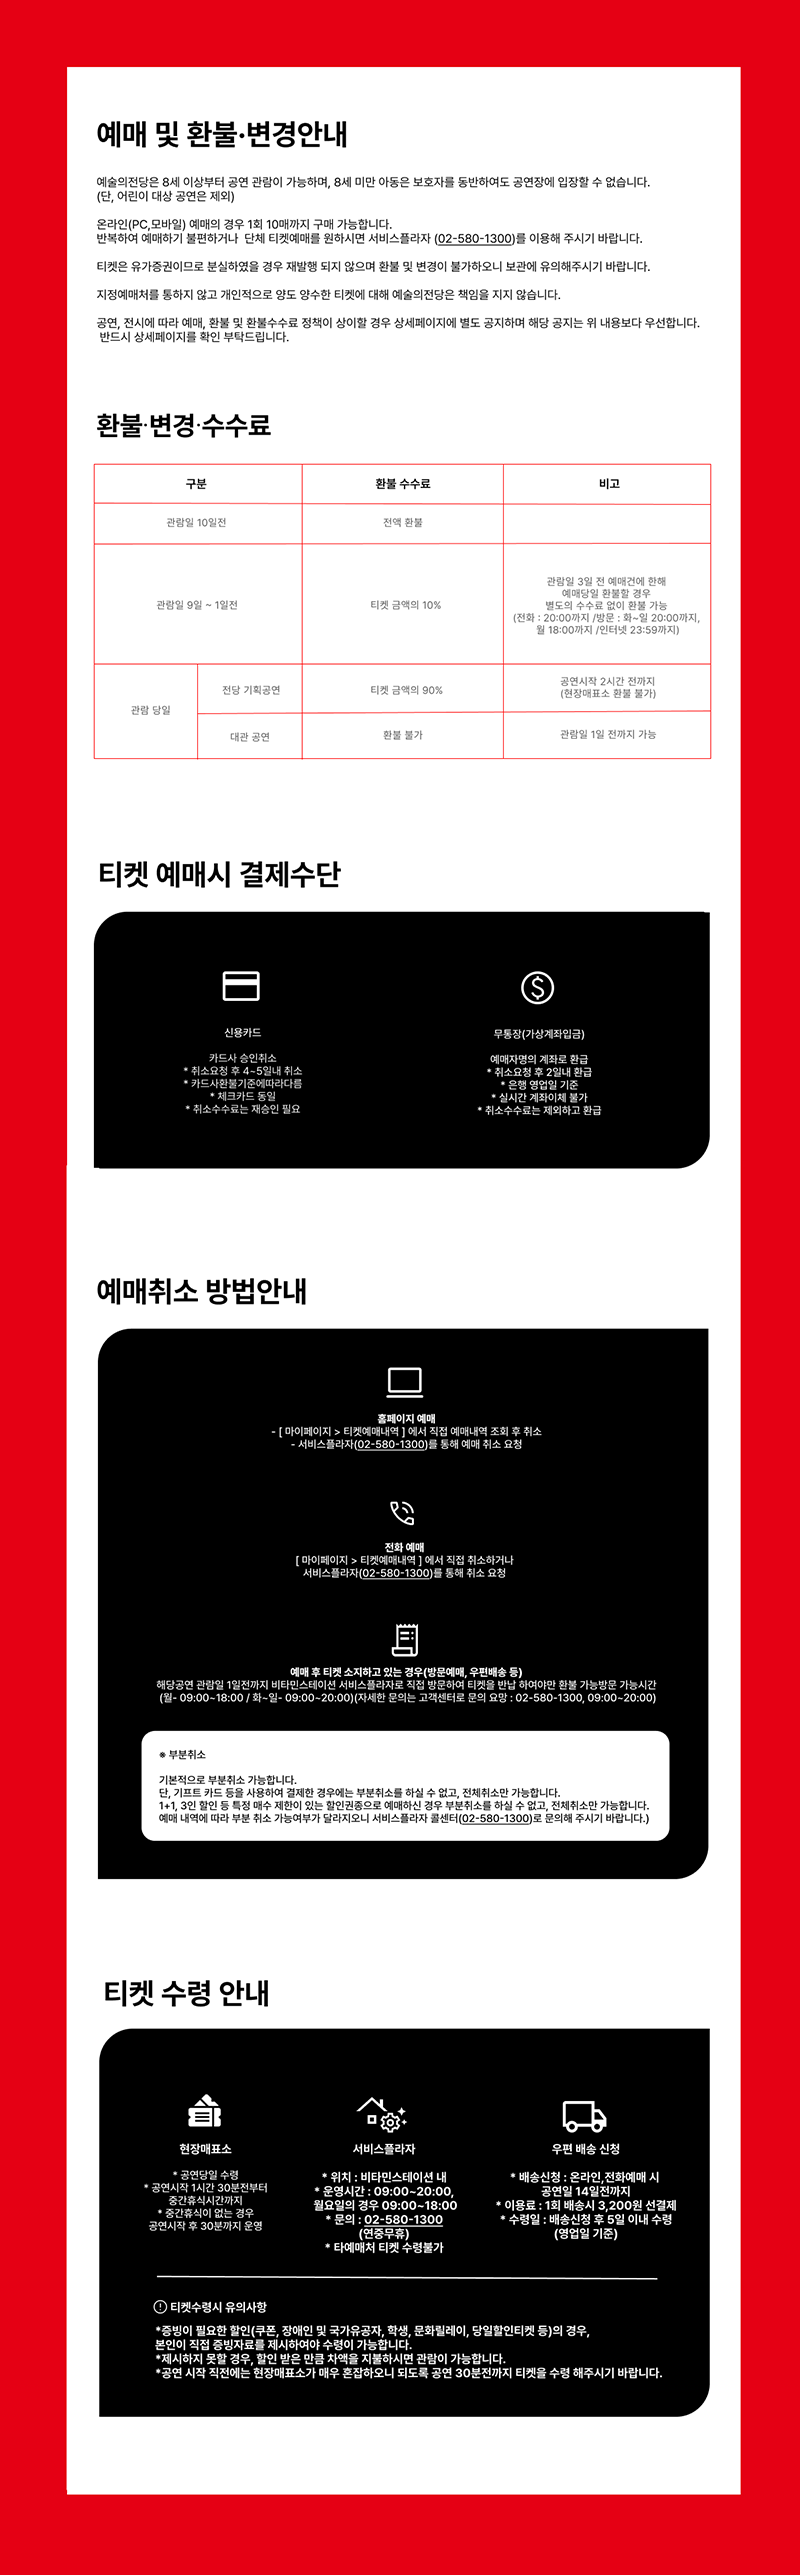 예매 및 환불·변경안내
예술의전당은 8세 이상부터 공연 관람이 가능하며, 8세 미만 아동은 보호자를 동반하여도 공연장에 입장할 수 없습니다.
(단, 어린이 대상 공연은 제외)
온라인(PC,모바일) 예매의 경우 1회 10매까지 구매 가능합니다.
반복하여 예매하기 불편하거나 단체 티켓예매를 원하시면 서비스플라자 (02-580-1300)를 이용해 주시기 바랍니다.
티켓은 유가증권이므로 분실하였을 경우 재발행 되지 않으며 환불 및 변경이 불가하오니 보관에 유의해주시기 바랍니다.
지정예매처를 통하지 않고 개인적으로 양도 양수한 티켓에 대해 예술의전당은 책임을 지지 않습니다.
공연, 전시에 따라 예매, 환불 및 환불수수료 정책이 상이할 경우 상세페이지에 별도 공지하며 해당 공지는 위 내용보다 우선합니다.
반드시 상세페이지를 확인 부탁드립니다.
환불·변경·수수료
구분 환불 수수료 비고
관람일 10일전 전액 환불
관람일 9일 ~ 1일전 티켓 금액의 10%
관람일 3일 전 예매건에 한해
예매당일 환불할 경우
별도의 수수료 없이 환불 가능
(전화 : 20:00까지 /방문 : 화~일 20:00까지,
월 18:00까지 /인터넷 23:59까지)
관람 당일
전당 기획공연 티켓 금액의 90%
공연시작 2시간 전까지
(현장매표소 환불 불가)
대관 공연 환불 불가 관람일 1일 전까지 가능
티켓 예매시 결제수단
신용카드
카드사 승인취소
* 취소요청 후 4~5일내 취소
* 카드사환불기준에따라다름
* 체크카드 동일
* 취소수수료는 재승인 필요
무통장(가상계좌입금)
예매자명의 계좌로 환급
* 취소요청 후 2일내 환급
* 은행 영업일 기준
* 실시간 계좌이체 불가
* 취소수수료는 제외하고 환급
예매취소 방법안내
홈페이지 예매
- [ 마이페이지 > 티켓예매내역 ] 에서 직접 예매내역 조회 후 취소
- 서비스플라자(02-580-1300)를 통해 예매 취소 요청
전화 예매
[ 마이페이지 > 티켓예매내역 ] 에서 직접 취소하거나
서비스플라자(02-580-1300)를 통해 취소 요청
예매 후 티켓 소지하고 있는 경우(방문예매, 우편배송 등)
해당공연 관람일 1일전까지 비타민스테이션 서비스플라자로 직접 방문하여 티켓을 반납 하여야만 환불 가능방문 가능시간
(월- 09:00~18:00 / 화~일- 09:00~20:00)(자세한 문의는 고객센터로 문의 요망 : 02-580-1300, 09:00~20:00)
※ 부분취소
기본적으로 부분취소 가능합니다.
단, 기프트 카드 등을 사용하여 결제한 경우에는 부분취소를 하실 수 없고, 전체취소만 가능합니다.
1+1, 3인 할인 등 특정 매수 제한이 있는 할인권종으로 예매하신 경우 부분취소를 하실 수 없고, 전체취소만 가능합니다.
예매 내역에 따라 부분 취소 가능여부가 달라지오니 서비스플라자 콜센터(02-580-1300)로 문의해 주시기 바랍니다.)
티켓 수령 안내
현장매표소
* 공연당일 수령
* 공연시작 1시간 30분전부터
중간휴식시간까지
* 중간휴식이 없는 경우
공연시작 후 30분까지 운영
서비스플라자
* 위치 : 비타민스테이션 내
* 운영시간 : 09:00~20:00,
월요일의 경우 09:00~18:00
* 문의 : 02-580-1300
(연중무휴)
* 타예매처 티켓 수령불가
우편 배송 신청
* 배송신청 : 온라인,전화예매 시
공연일 14일전까지
* 이용료 : 1회 배송시 3,200원 선결제
* 수령일 : 배송신청 후 5일 이내 수령
(영업일 기준)
티켓수령시 유의사항
*증빙이 필요한 할인(쿠폰, 장애인 및 국가유공자, 학생, 문화릴레이, 당일할인티켓 등)의 경우,
본인이 직접 증빙자료를 제시하여야 수령이 가능합니다.
*제시하지 못할 경우, 할인 받은 만큼 차액을 지불하시면 관람이 가능합니다.
*공연 시작 직전에는 현장매표소가 매우 혼잡하오니 되도록 공연 30분전까지 티켓을 수령 해주시기 바랍니다.